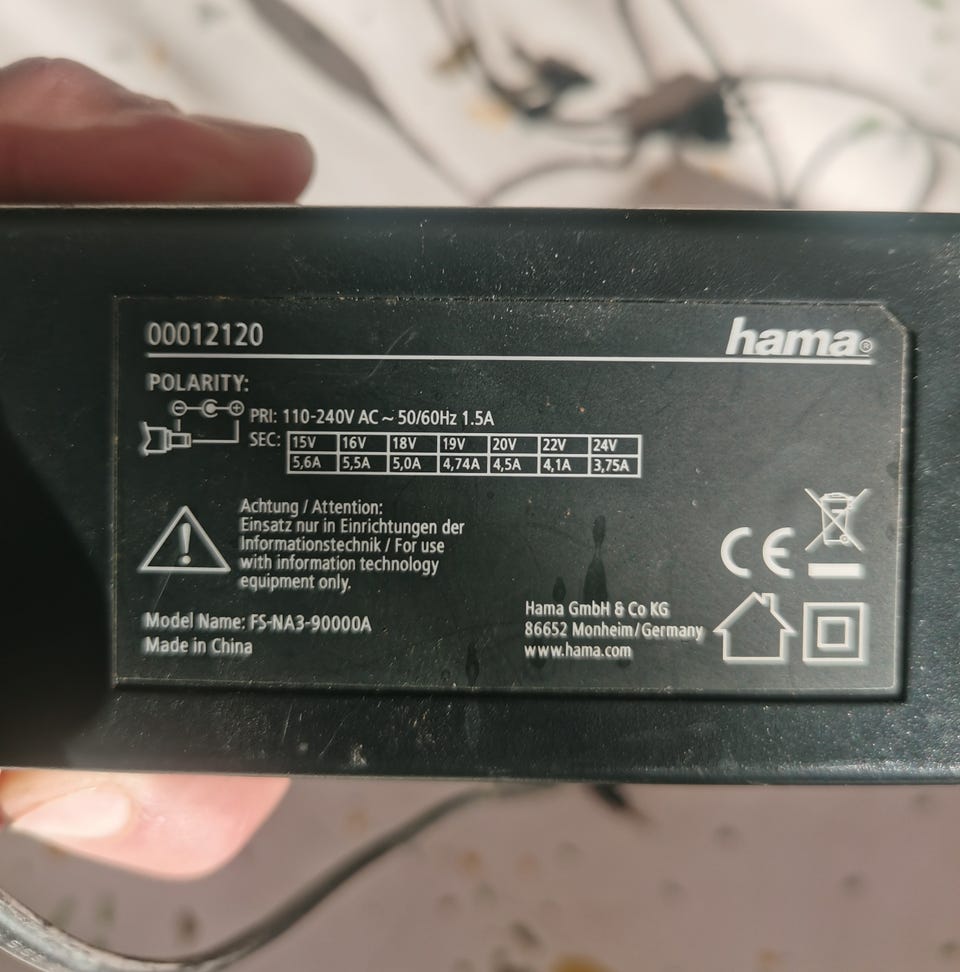 00012120
hama®
POLARITY:
PRI: 110-240V AC ~ 50/60Hz 1.5A
SEC: 15V 16V 18V 19V 20V 22V 24V
5,6A 5,5A 5,0A 4,74A 4,5A 4,1A 3,75A
Achtung / Attention:
Einsatz nur in Einrichtungen der
Informationstechnik / For use
with information technology
equipment only.
CE
Model Name: FS-NA3-90000A
Made in China
Hama GmbH & Co KG
86652 Monheim/Germany
www.hama.com